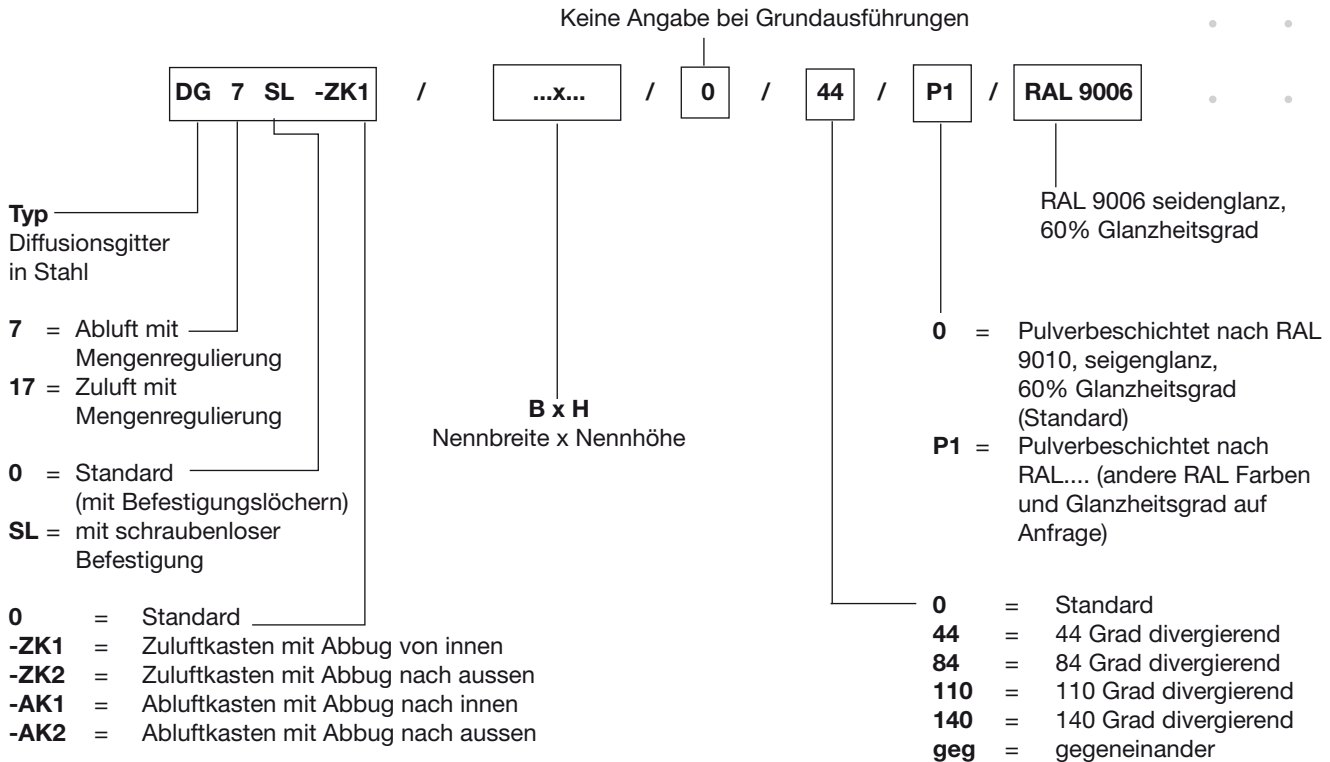 Keine Angabe bei Grundausführungen
DG 7 SL -ZK1 / ...x... / 0 / 44 / P1 / RAL 9006
RAL 9006 seidenglanz,
60% Glanzheitsgrad
Typ
Diffusionsgitter
in Stahl
7 = Abluft mit
Mengenregulierung
17 = Zuluft mit
Mengenregulierung
0 = Standard
(mit Befestigungslöchern)
SL = mit schraubenloser
Befestigung
0 = Standard
-ZK1 = Zuluftkasten mit Abbug von innen
-ZK2 = Zuluftkasten mit Abbug nach aussen
-AK1 = Abluftkasten mit Abbug nach innen
-AK2 = Abluftkasten mit Abbug nach aussen
B x H
Nennbreite x Nennhöhe
0 = Pulverbeschichtet nach RAL
9010, seigenglanz,
60% Glanzheitsgrad
(Standard)
P1 = Pulverbeschichtet nach
RAL.... (andere RAL Farben
und Glanzheitsgrad auf
Anfrage)
0 = Standard
44 = 44 Grad divergierend
84 = 84 Grad divergierend
110 = 110 Grad divergierend
140 = 140 Grad divergierend
geg = gegeneinander